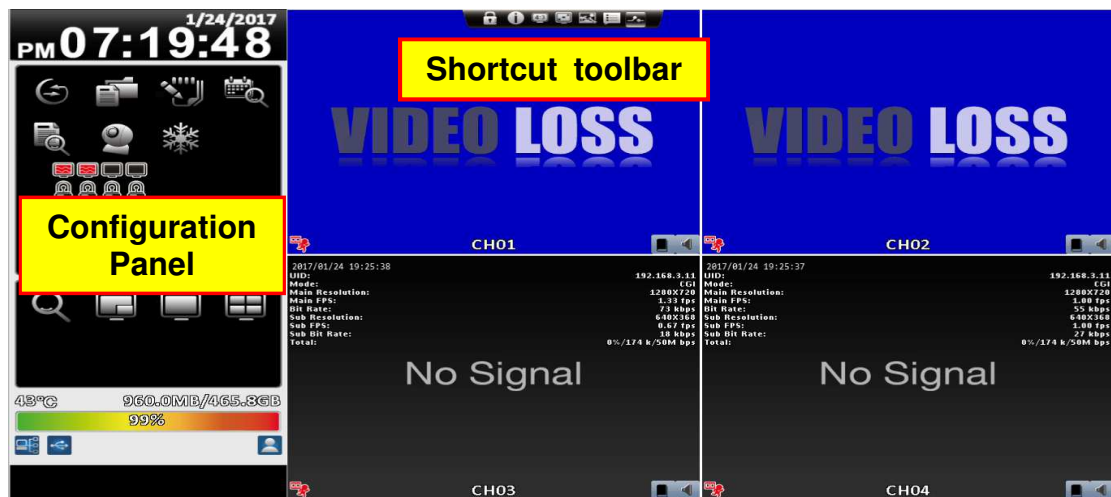 1/24/2017
PM 07:19:48
Configuration
Panel
43°C 960.0MB/465.8GB
99%
Shortcut toolbar
VIDEO LOSS
CH01
VIDEO LOSS
CH02
2017/01/24 19:25:38
UID: 192.168.3.11
Mode: CGI
Main Resolution: 1280X720
Main FPS: 1.33 fps
Bit Rate: 73 kbps
Sub Resolution: 640X368
Sub FPS: 0.67 fps
Sub Bit Rate: 18 kbps
Total: 0%/174 k/50M bps
No Signal
CH03
2017/01/24 19:25:37
UID: 192.168.3.11
Mode: CGI
Main Resolution: 1280X720
Main FPS: 1.00 fps
Bit Rate: 55 kbps
Sub Resolution: 640X368
Sub FPS: 1.00 fps
Sub Bit Rate: 27 kbps
Total: 0%/174 k/50M bps
No Signal
CH04